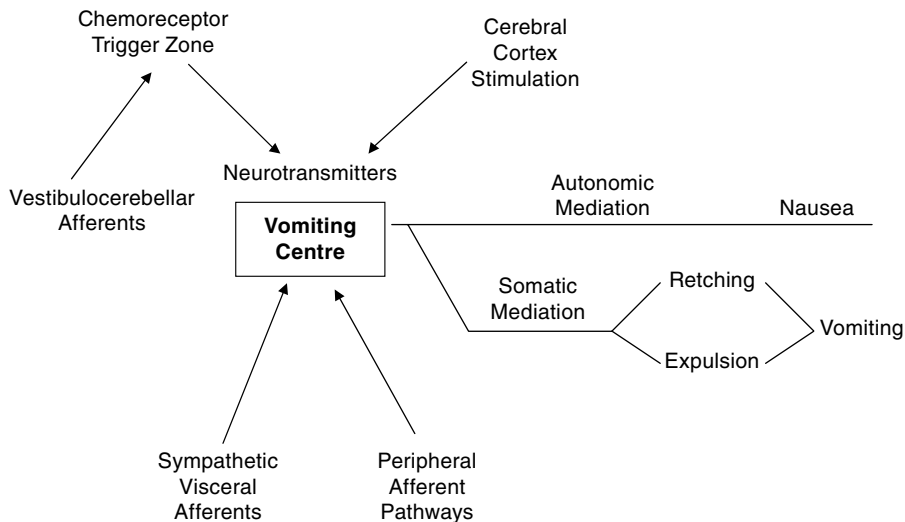 Chemoreceptor
Trigger Zone
Cerebral
Cortex
Stimulation
Vestibulocerebellar
Afferents
Neurotransmitters
Vomiting
Centre
Autonomic
Mediation
Nausea
Somatic
Mediation
Retching
Expulsion
Vomiting
Sympathetic
Visceral
Afferents
Peripheral
Afferent
Pathways